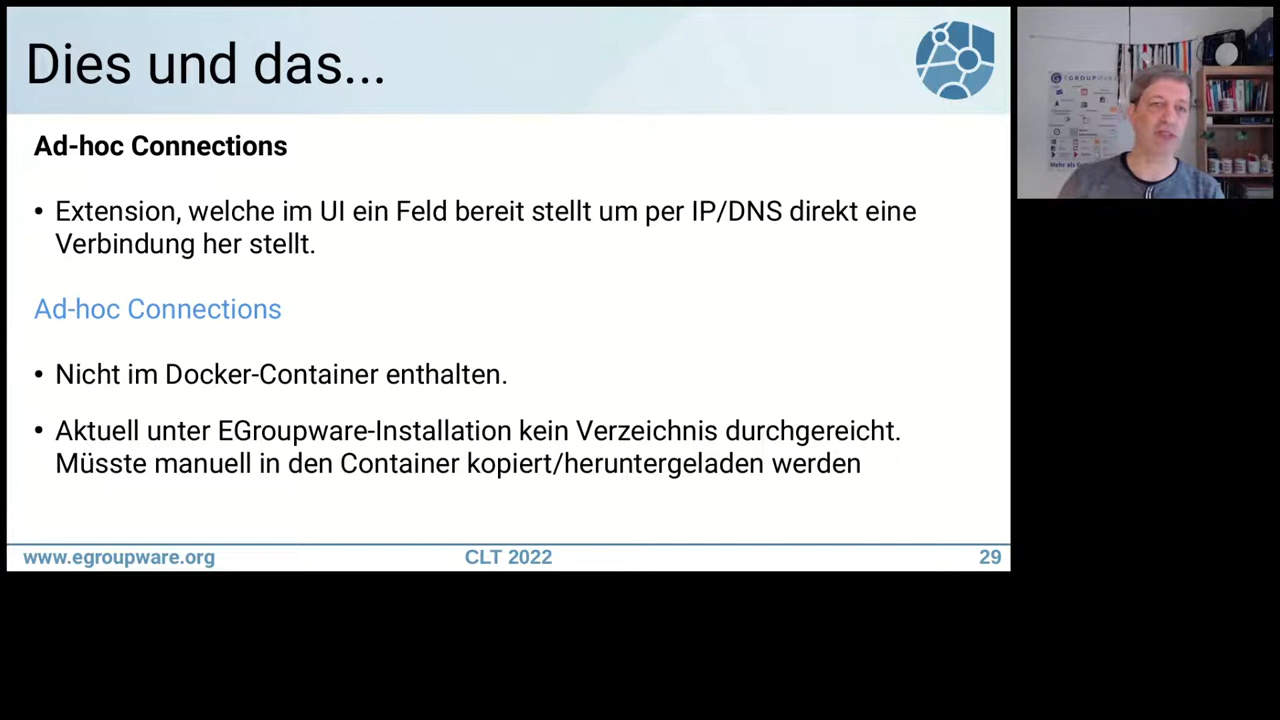 Dies und das...
Ad-hoc Connections
• Extension, welche im UI ein Feld bereit stellt um per IP/DNS direkt eine
Verbindung her stellt.
Ad-hoc Connections
• Nicht im Docker-Container enthalten.
• Aktuell unter EGroupware-Installation kein Verzeichnis durchgereicht.
Müsste manuell in den Container kopiert/heruntergeladen werden
www.egroupware.org
CLT 2022
29
EGROUPWARE